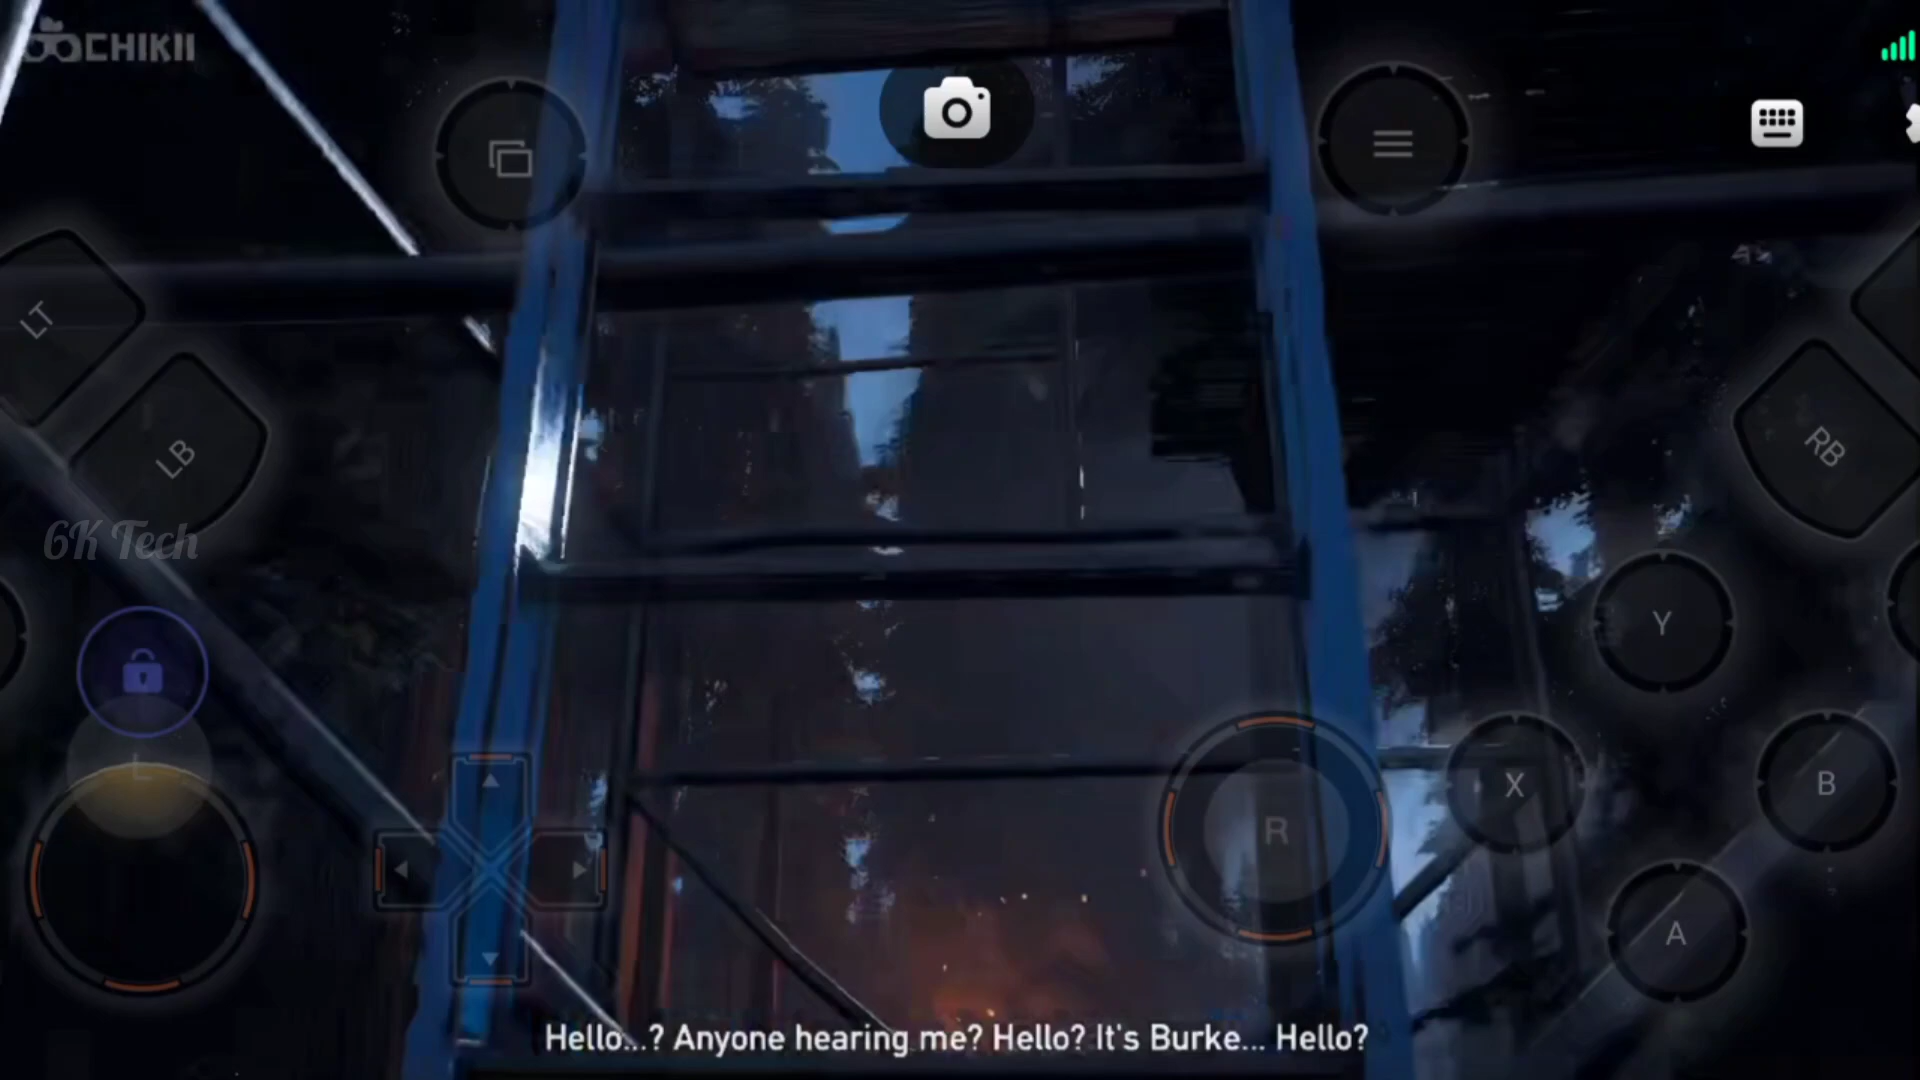 CHIKII
LT
LB
RB
6K Tech
Y
L
X
B
R
A
Hello...? Anyone hearing me? Hello? It's Burke... Hello?